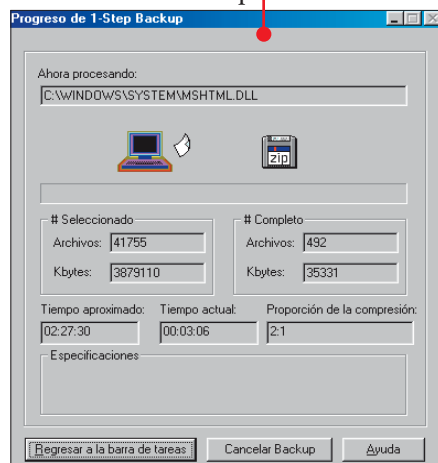 Progreso de 1-Step Backup
Ahora procesando:
C:\WINDOWS\SYSTEM\MSHTML.DLL
zip
# Seleccionado
# Completo
Archivos: 41755
Archivos: 492
Kbytes: 3879110
Kbytes: 35331
Tiempo aproximado: Tiempo actual: Proporción de la compresión:
02:27:30 00:03:06 2:1
Especificaciones
Regresar a la barra de tareas Cancelar Backup Ayuda